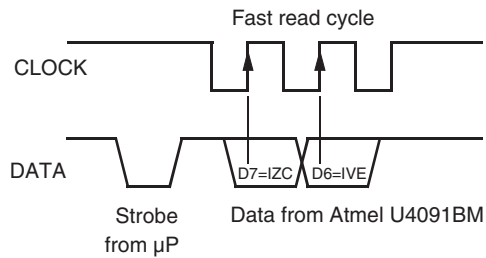 Fast read cycle
CLOCK
DATA
D7=IZC
D6=IVE
Strobe
from µP
Data from Atmel U4091BM